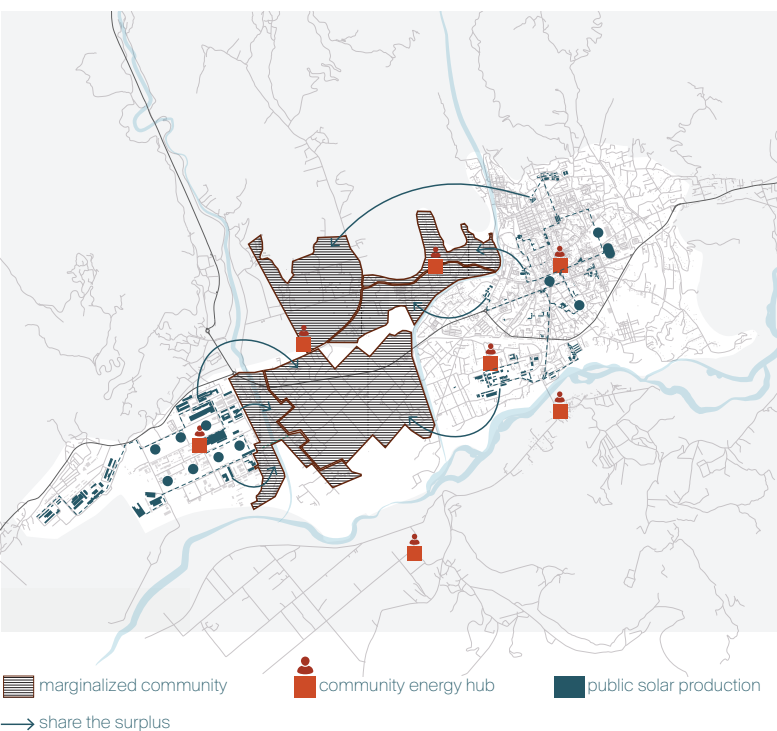 marginalized community
community energy hub
public solar production
share the surplus